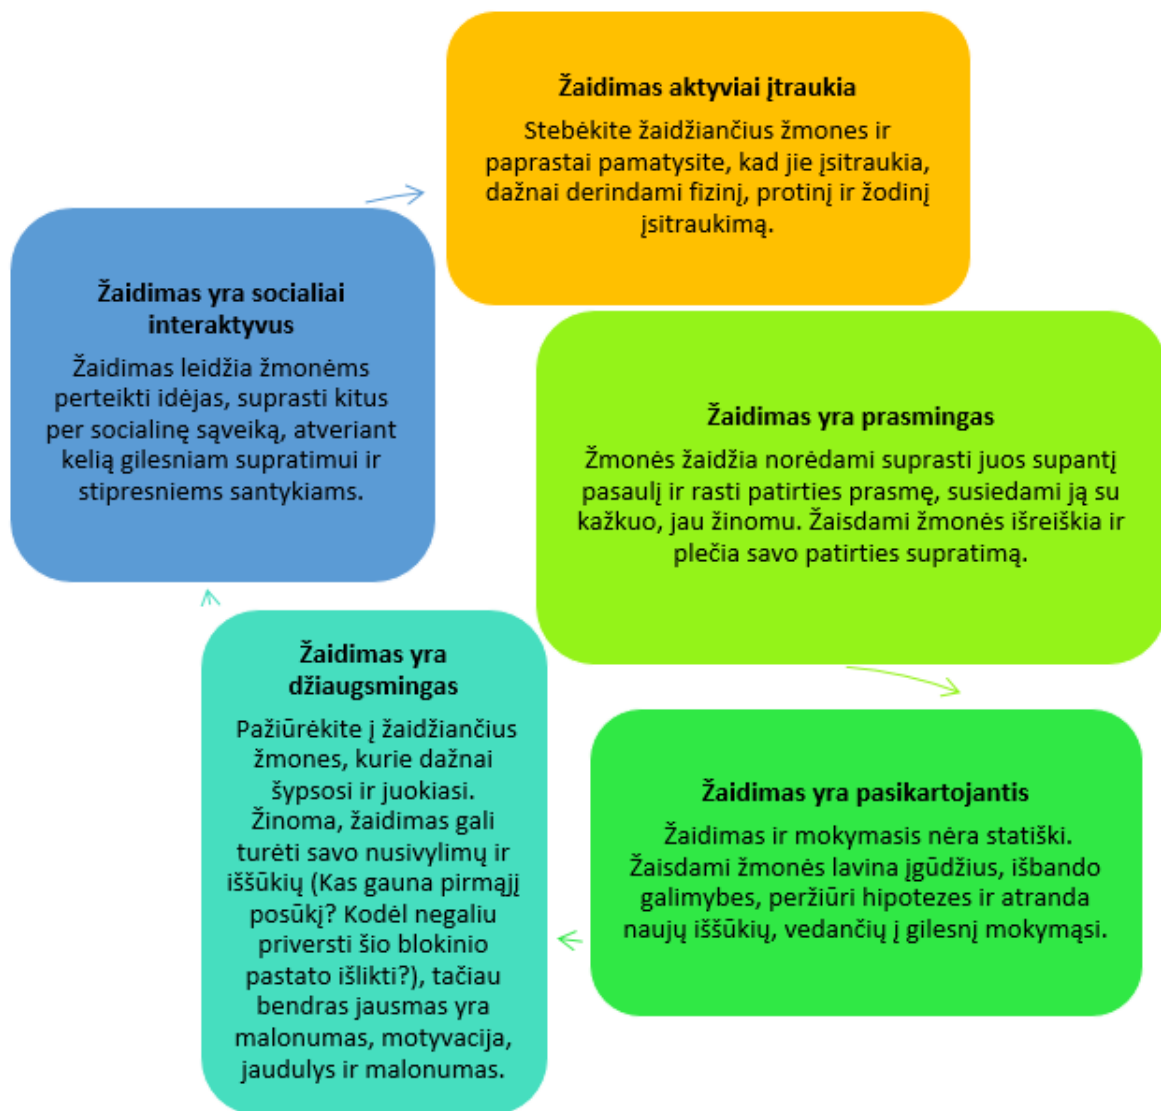 Žaidimas aktyviai įtraukia
Stebėkite žaidžiančius žmones ir
paprastai pamatysite, kad jie įsitraukia,
dažnai derindami fizinį, protinį ir žodinį
įsitraukimą.
Žaidimas yra prasmingas
Žmonės žaidžia norėdami suprasti juos supantį
pasaulį ir rasti patirties prasmę, susiedami ją su
kažkuo, jau žinomu. Žaisdami žmonės išreiškia ir
plečia savo patirties supratimą.
Žaidimas yra pasikartojantis
Žaidimas ir mokymasis nėra statiški.
Žaisdami žmonės lavina įgūdžius, išbando
galimybes, peržiūri hipotezes ir atranda
naujų iššūkių, vedančių į gilesnį mokymąsi.
Žaidimas yra
džiaugsmingas
Pažiūrėkite į žaidžiančius
žmones, kurie dažnai
šypsosi ir juokiasi.
Žinoma, žaidimas gali
turėti savo nusivylimų ir
iššūkių (Kas gauna pirmąjį
posūkį? Kodėl negaliu
priversti šio blokinio
pastato išlikti?), tačiau
bendras jausmas yra
malonumas, motyvacija,
jaudulys ir malonumas.
Žaidimas yra socialiai
interaktyvus
Žaidimas leidžia žmonėms
perteikti idėjas, suprasti kitus
per socialinę sąveiką, atveriant
kelią gilesniam supratimui ir
stipresniems santykiams.